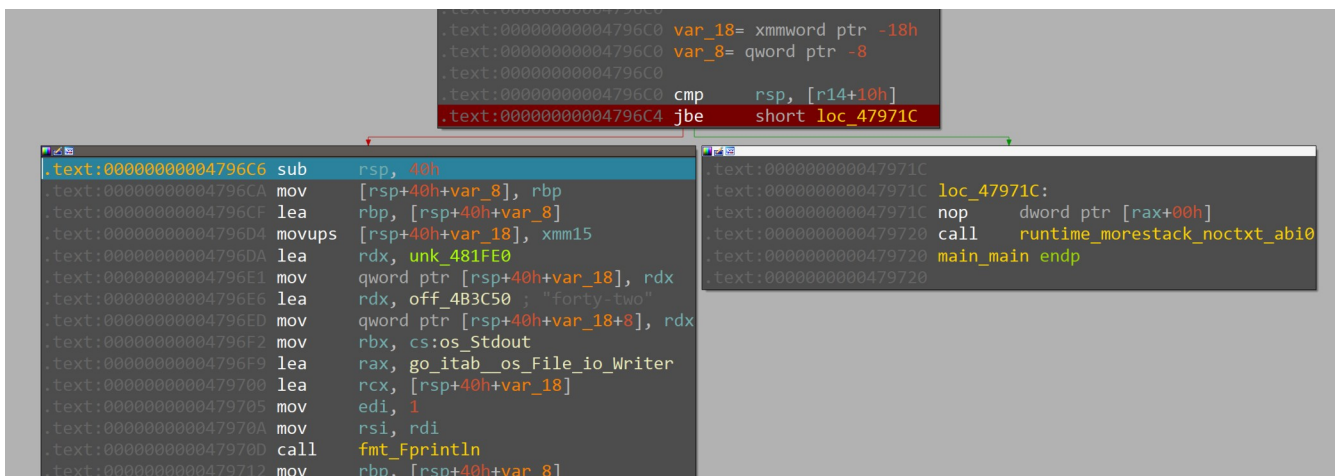 .text:00000000004796C0
.text:00000000004796C0 var_18= xmmword ptr -18h
.text:00000000004796C0 var_8= qword ptr -8
.text:00000000004796C0
.text:00000000004796C0 cmp rsp, [r14+10h]
.text:00000000004796C4 jbe short loc_47971C
.text:00000000004796C6 sub rsp, 40h
.text:00000000004796CA mov [rsp+40h+var_8], rbp
.text:00000000004796CF lea rbp, [rsp+40h+var_8]
.text:00000000004796D4 movups [rsp+40h+var_18], xmm15
.text:00000000004796DA lea rdx, unk_481FE0
.text:00000000004796E1 mov qword ptr [rsp+40h+var_18], rdx
.text:00000000004796E6 lea rdx, off_4B3C50 ; "forty-two"
.text:00000000004796ED mov qword ptr [rsp+40h+var_18+8], rdx
.text:00000000004796F2 mov rbx, cs:os_Stdout
.text:00000000004796F9 lea rax, go_itab__os_File_io_Writer
.text:0000000000479700 lea rcx, [rsp+40h+var_18]
.text:0000000000479705 mov edi, 1
.text:000000000047970A mov rsi, rdi
.text:000000000047970D call fmt_Fprintln
.text:0000000000479712 mov rbp, [rsp+40h+var_8]
.text:000000000047971C
.text:000000000047971C loc_47971C:
.text:000000000047971C nop dword ptr [rax+00h]
.text:0000000000479720 call runtime_morestack_noctxt_abi0
.text:0000000000479720 main_main endp
.text:0000000000479720